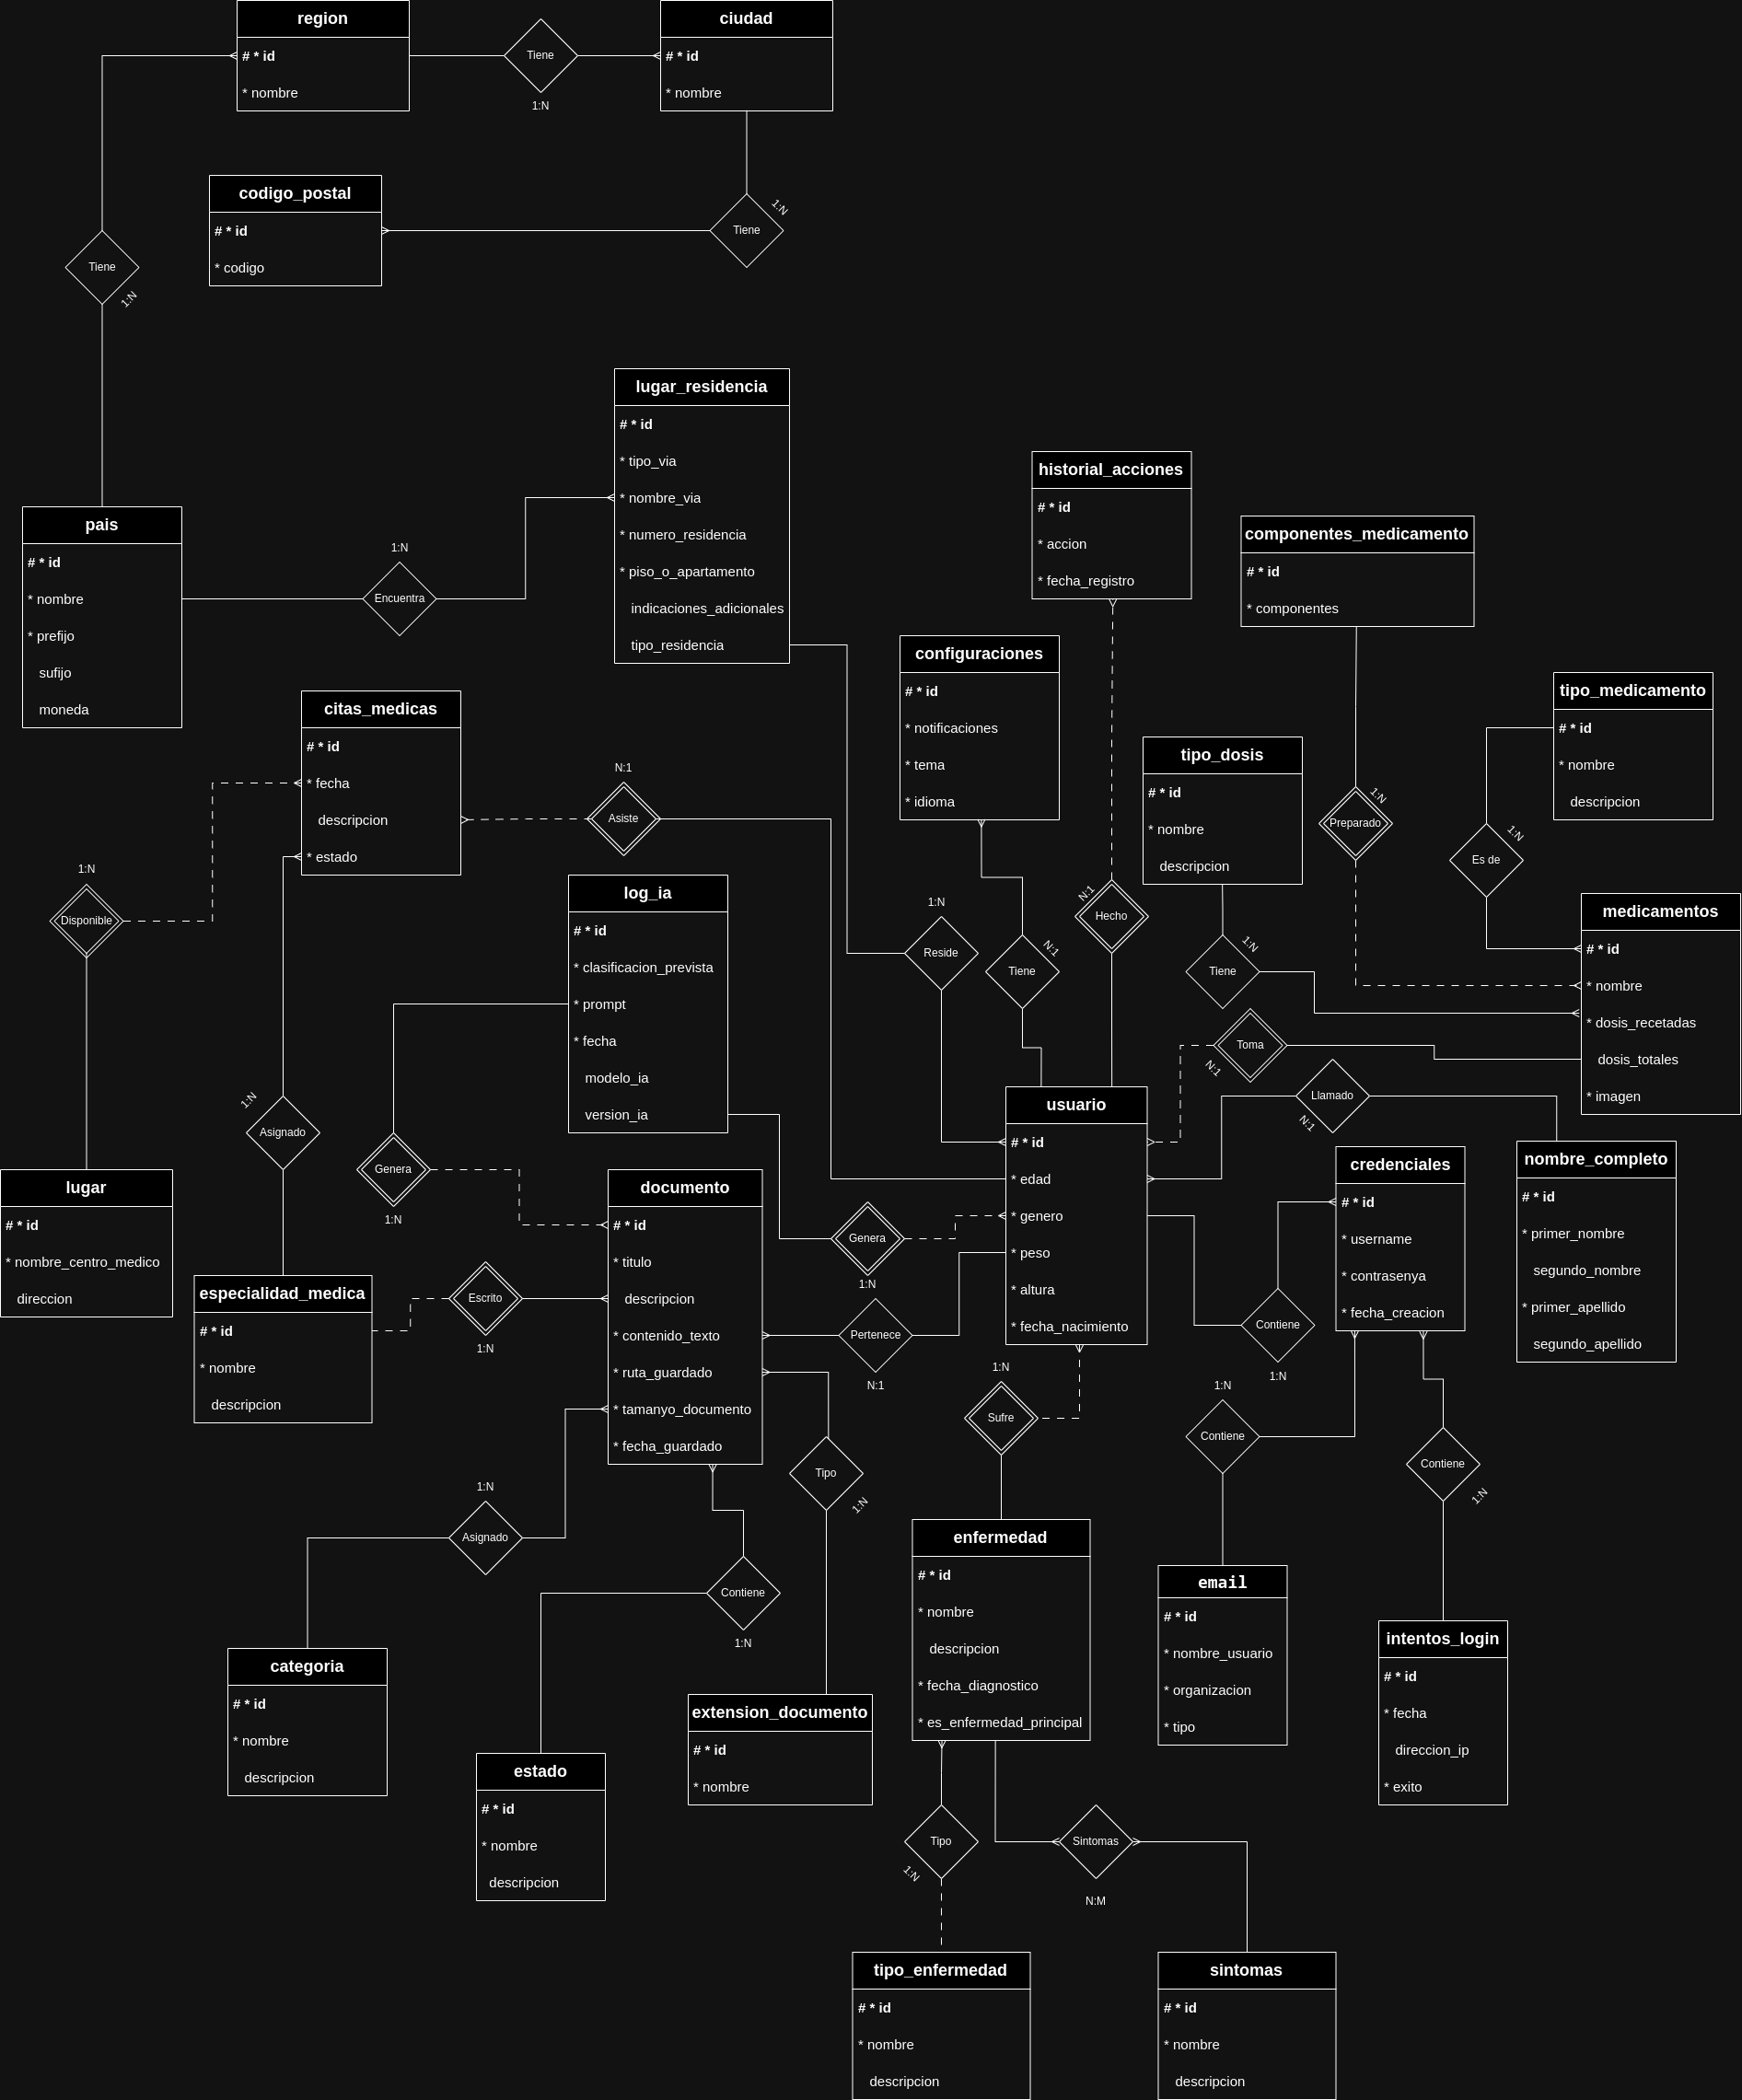 region
# * id
* nombre
Tiene
1:N
ciudad
# * id
* nombre
codigo_postal
# * id
* codigo
Tiene
1:N
Tiene
1:N
lugar_residencia
# * id
* tipo_via
* nombre_via
* numero_residencia
* piso_o_apartamento
indicaciones_adicionales
tipo_residencia
pais
# * id
* nombre
* prefijo
sufijo
moneda
1:N
Encuentra
historial_acciones
# * id
* accion
* fecha_registro
componentes_medicamento
# * id
* componentes
configuraciones
# * id
* notificaciones
* tema
* idioma
tipo_medicamento
# * id
* nombre
descripcion
citas_medicas
# * id
* fecha
descripcion
* estado
N:1
Asiste
tipo_dosis
# * id
* nombre
descripcion
1:N
Preparado
1:N
Es de
1:N
Disponible
log_ia
# * id
* clasificacion_prevista
* prompt
* fecha
modelo_ia
version_ia
1:N
Reside
N:1
Tiene
N:1
Hecho
1:N
Tiene
medicamentos
# * id
* nombre
* dosis_recetadas
dosis_totales
* imagen
Toma
N:1
Llamado
N:1
1:N
Asignado
Genera
1:N
usuario
# * id
* edad
* genero
* peso
* altura
* fecha_nacimiento
credenciales
# * id
* username
* contrasenya
* fecha_creacion
nombre_completo
# * id
* primer_nombre
segundo_nombre
* primer_apellido
segundo_apellido
lugar
# * id
* nombre_centro_medico
direccion
documento
# * id
* titulo
descripcion
* contenido_texto
* ruta_guardado
* tamanyo_documento
* fecha_guardado
Genera
1:N
especialidad_medica
# * id
* nombre
descripcion
Escrito
1:N
Pertenece
N:1
Contiene
1:N
1:N
Sufre
1:N
Contiene
Contiene
1:N
Tipo
1:N
1:N
Asignado
Contiene
1:N
enfermedad
# * id
* nombre
descripcion
* fecha_diagnostico
* es_enfermedad_principal
email
# * id
* nombre_usuario
* organizacion
* tipo
intentos_login
# * id
* fecha
direccion_ip
* exito
categoria
# * id
* nombre
descripcion
extension_documento
# * id
* nombre
estado
# * id
* nombre
descripcion
Tipo
1:N
Sintomas
N:M
tipo_enfermedad
# * id
* nombre
descripcion
sintomas
# * id
* nombre
descripcion